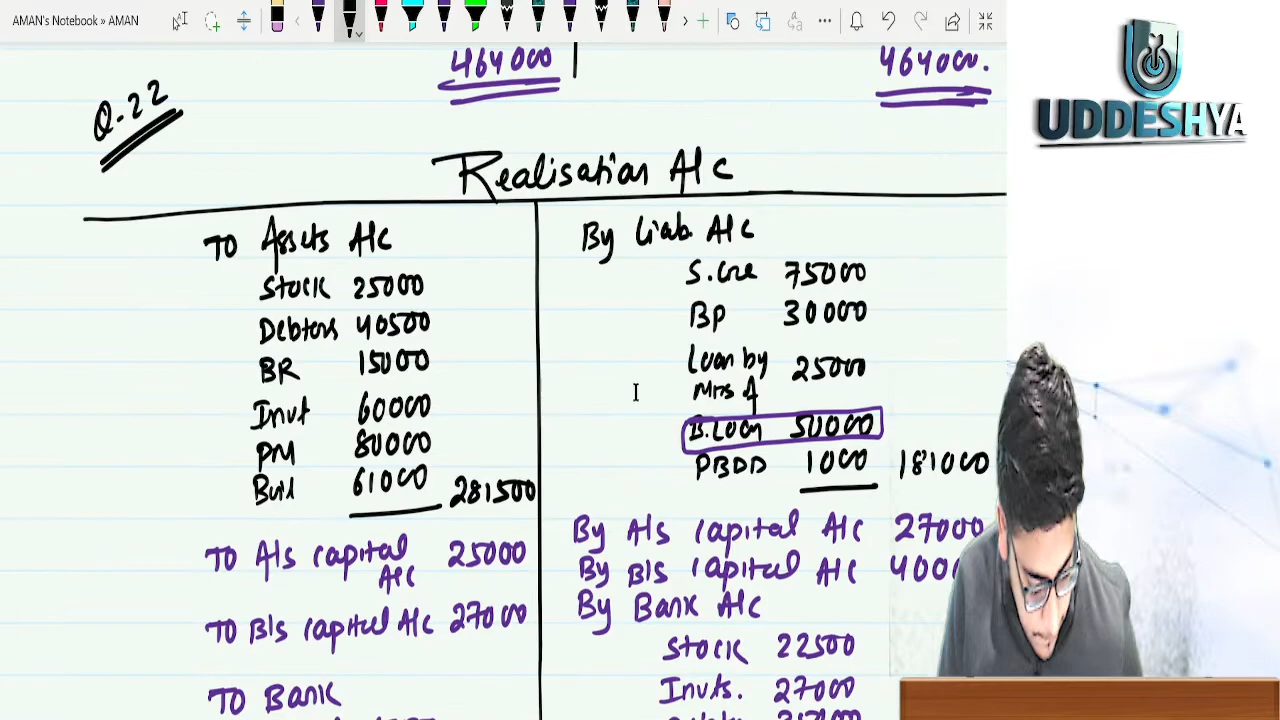 AMAN's Notebook » AMAN
464000
464000.
Q.22
UDDESHYA
Realisation A/c
To Assets A/c
Stock 25000
Debtors 40500
BR 15000
Invt 60000
PM 80000
Buil 61000 281500
To A's capital A/c 25000
To B's capital A/c 27000
To Bank
By Liab. A/c
S. Cre 75000
BP 30000
Loan by Mrs A 25000
B. Loan 50000
PBDD 1000 181000
By A's capital A/c 27000
By B's capital A/c
By Bank A/c
Stock 22500
Invts. 27000